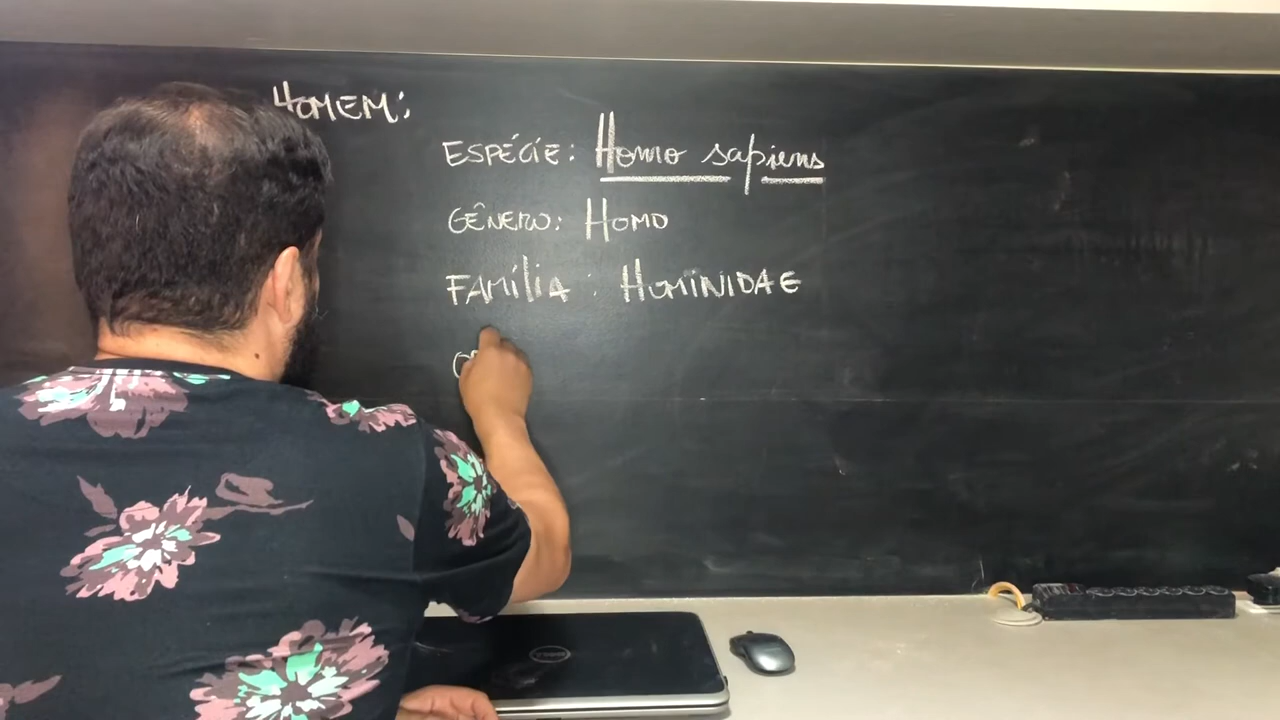 HOMEM:
ESPÉCIE: Homo sapiens
GÊNERO: HOMO
FAMÍLIA: HOMINIDAE